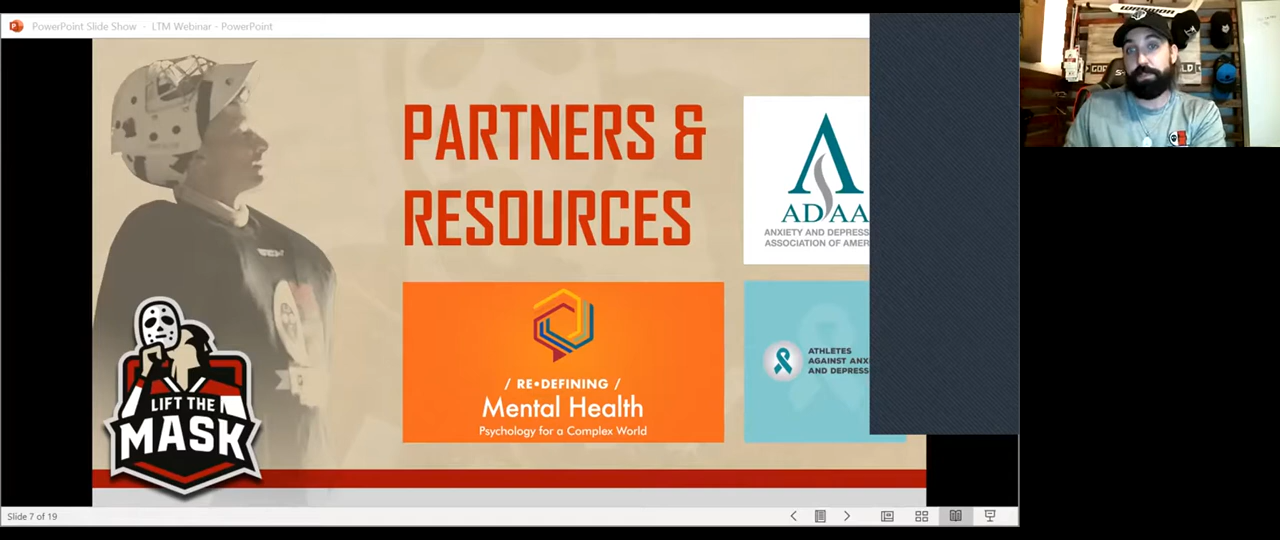 PowerPoint Slide Show - LTM Webinar - PowerPoint
PARTNERS &
RESOURCES
ADAA
ANXIETY AND DEPRESS
ASSOCIATION OF AMER
/ RE•DEFINING /
Mental Health
Psychology for a Complex World
ATHLETES
AGAINST ANX
AND DEPRESS
LIFT THE
MASK
Slide 7 of 19
WARRIOR